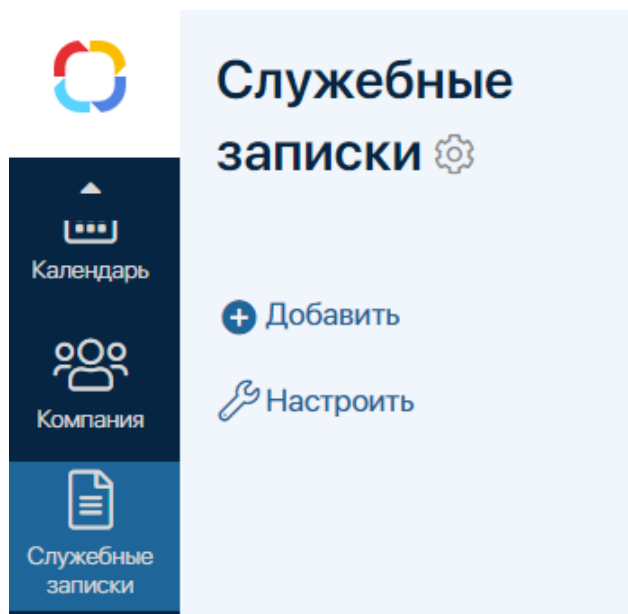 Служебные
записки
Календарь
Компания
Служебные
записки
Добавить
Настроить